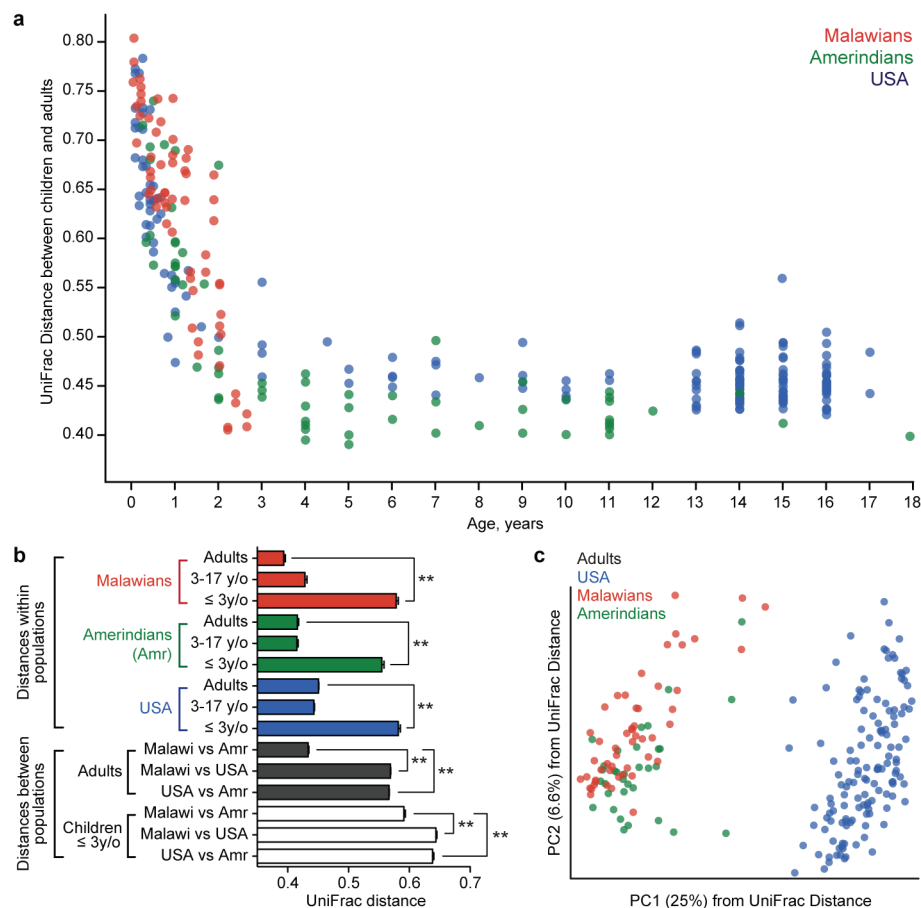 a
Malawians
Amerindians
USA
UniFrac Distance between children and adults
0.80
0.75
0.70
0.65
0.60
0.55
0.50
0.45
0.40
0 1 2 3 4 5 6 7 8 9 10 11 12 13 14 15 16 17 18
Age, years
b
Distances within
populations
Malawians
Adults
3-17 y/o
≤ 3y/o
**
Amerindians
(Amr)
Adults
3-17 y/o
≤ 3y/o
**
USA
Adults
3-17 y/o
≤ 3y/o
**
Distances between
populations
Adults
Malawi vs Amr
Malawi vs USA
USA vs Amr
**
**
Children
≤ 3y/o
Malawi vs Amr
Malawi vs USA
USA vs Amr
**
**
0.4 0.5 0.6 0.7
UniFrac distance
c
Adults
USA
Malawians
Amerindians
PC2 (6.6%) from UniFrac Distance
PC1 (25%) from UniFrac Distance